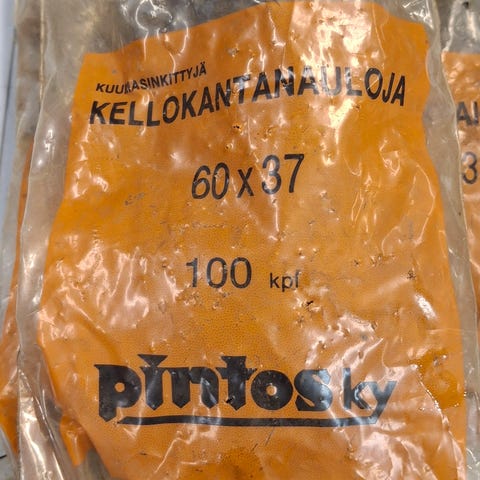 KUUMASINKITTYJÄ
KELLOKANTANAULOJA
60 x 37
100 kpl
pintos ky